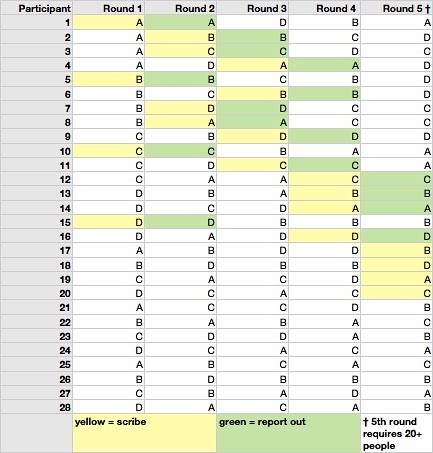 Participant Round 1 Round 2 Round 3 Round 4 Round 5 †
1 A A D B A
2 A B B C D
3 A C C D C
4 A D A A D
5 B B C B D
6 B C B B D
7 B D D C C
8 B A A C C
9 C B D D C
10 C C B A A
11 C D C C A
12 C A A C C
13 D B A B B
14 D C D A A
15 D D B B B
16 D A D D D
17 A B D D B
18 B D B B D
19 C A C D A
20 D C A C C
21 A C C D B
22 B A B A C
23 C D A C B
24 D C A C A
25 A B C A C
26 B D B B B
27 C B A D A
28 D A C A B
yellow = scribe green = report out † 5th round
requires 20+
people